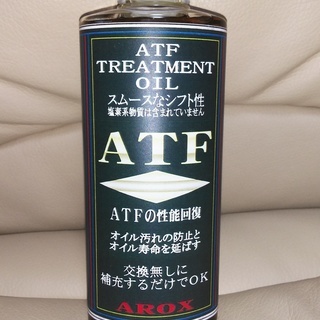 ATF
TREATMENT
OIL
スムースなシフト性
塩素系物質は含まれていません
ATF
ATFの性能回復
オイル汚れの防止と
オイル寿命を延ばす
交換無しに
補充するだけでOK
AROX